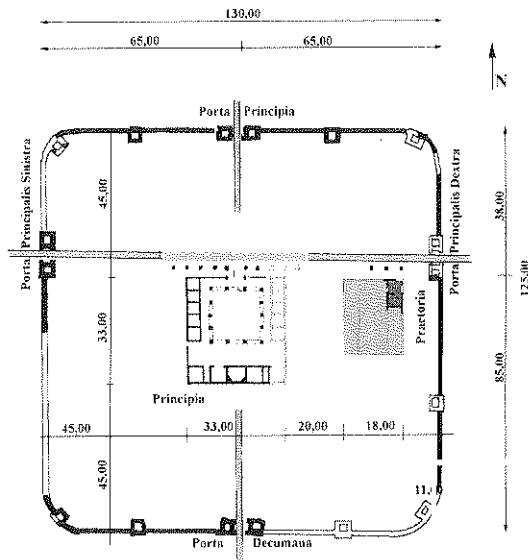 130,00
65,00
65,00
N
Porta Principia
Porta Principalis Sinistra
Porta Principalis Dextra
45,00
38,00
125,00
33,00
Praetoria
85,00
Principia
45,00
33,00
20,00
18,00
45,00
Porta Decumana